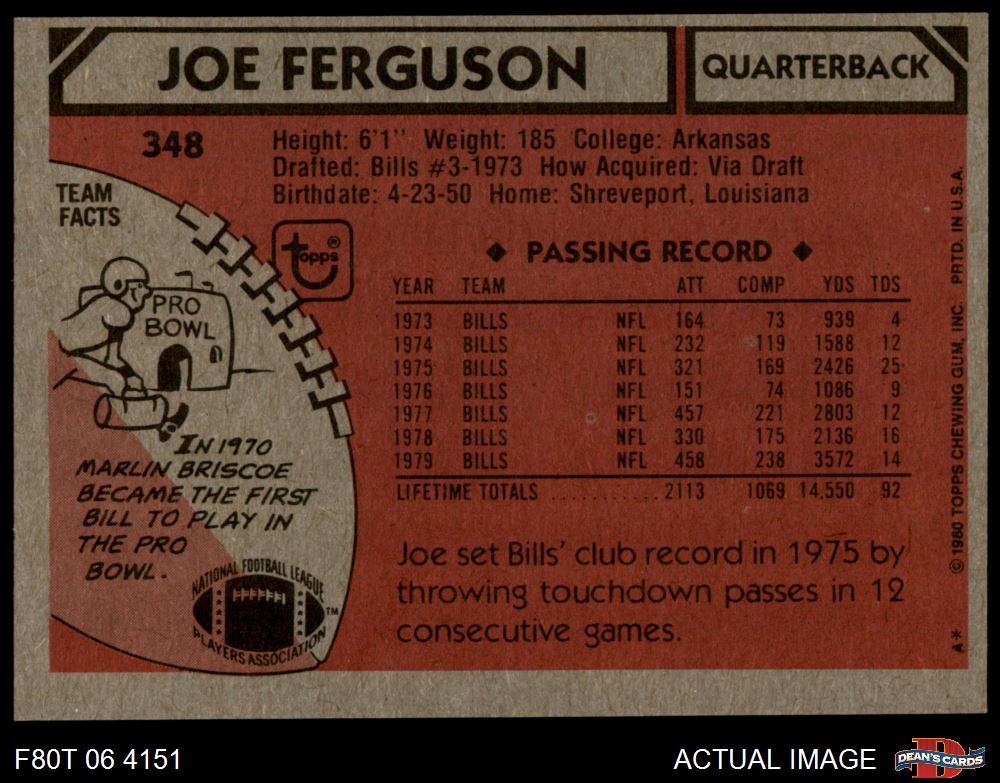 JOE FERGUSON
QUARTERBACK
348
Height: 6'1" Weight: 185 College: Arkansas
Drafted: Bills #3-1973 How Acquired: Via Draft
Birthdate: 4-23-50 Home: Shreveport, Louisiana
TEAM
FACTS
topps®
PRO
BOWL
IN 1970
MARLIN BRISCOE
BECAME THE FIRST
BILL TO PLAY IN
THE PRO
BOWL.
NATIONAL FOOTBALL LEAGUE
PLAYERS ASSOCIATION
TM
◆ PASSING RECORD ◆
YEAR TEAM ATT COMP YDS TDS
1973 BILLS NFL 164 73 939 4
1974 BILLS NFL 232 119 1588 12
1975 BILLS NFL 321 169 2426 25
1976 BILLS NFL 151 74 1086 9
1977 BILLS NFL 457 221 2803 12
1978 BILLS NFL 330 175 2136 16
1979 BILLS NFL 458 238 3572 14
LIFETIME TOTALS ........... 2113 1069 14,550 92
Joe set Bills' club record in 1975 by
throwing touchdown passes in 12
consecutive games.
A* © 1980 TOPPS CHEWING GUM, INC. PRTD. IN U.S.A.
F80T 06 4151
ACTUAL IMAGE
D
DEAN'S CARDS